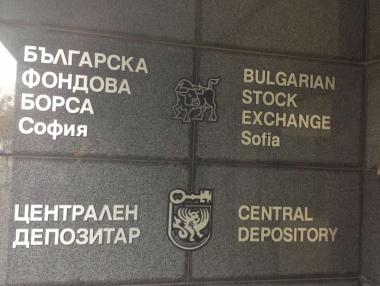 БЪЛГАРСКА
ФОНДОВА
БОРСА
София
BULGARIAN
STOCK
EXCHANGE
Sofia
ЦЕНТРАЛЕН
ДЕПОЗИТАР
CENTRAL
DEPOSITORY